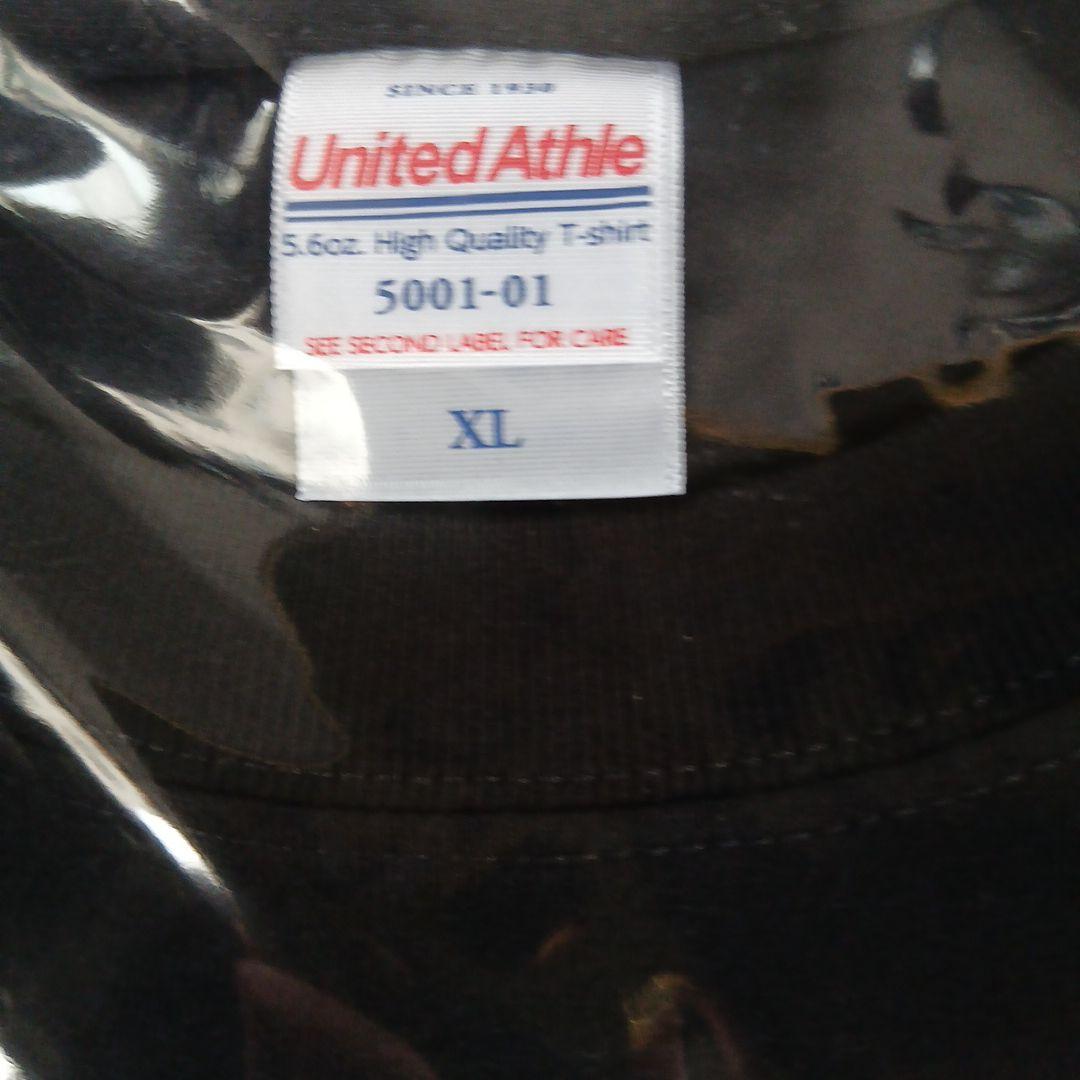 SINCE 1930
United Athle
5.6oz. High Quality T-shirt
5001-01
SEE SECOND LABEL FOR CARE
XL